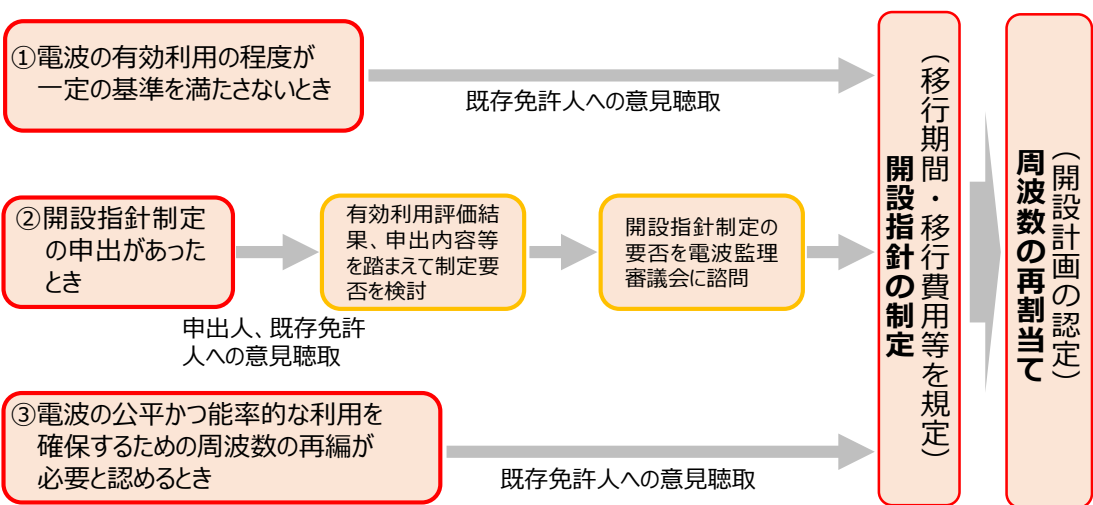 ①電波の有効利用の程度が
一定の基準を満たさないとき
既存免許人への意見聴取
②開設指針制定
の申出があった
とき
申出人、既存免許
人への意見聴取
有効利用評価結
果、申出内容等
を踏まえて制定要
否を検討
開設指針制定の
要否を電波監理
審議会に諮問
③電波の公平かつ能率的な利用を
確保するための周波数の再編が
必要と認めるとき
既存免許人への意見聴取
（移行期間・移行費用等を規定）
開設指針の制定
（開設計画の認定）
周波数の再割当て